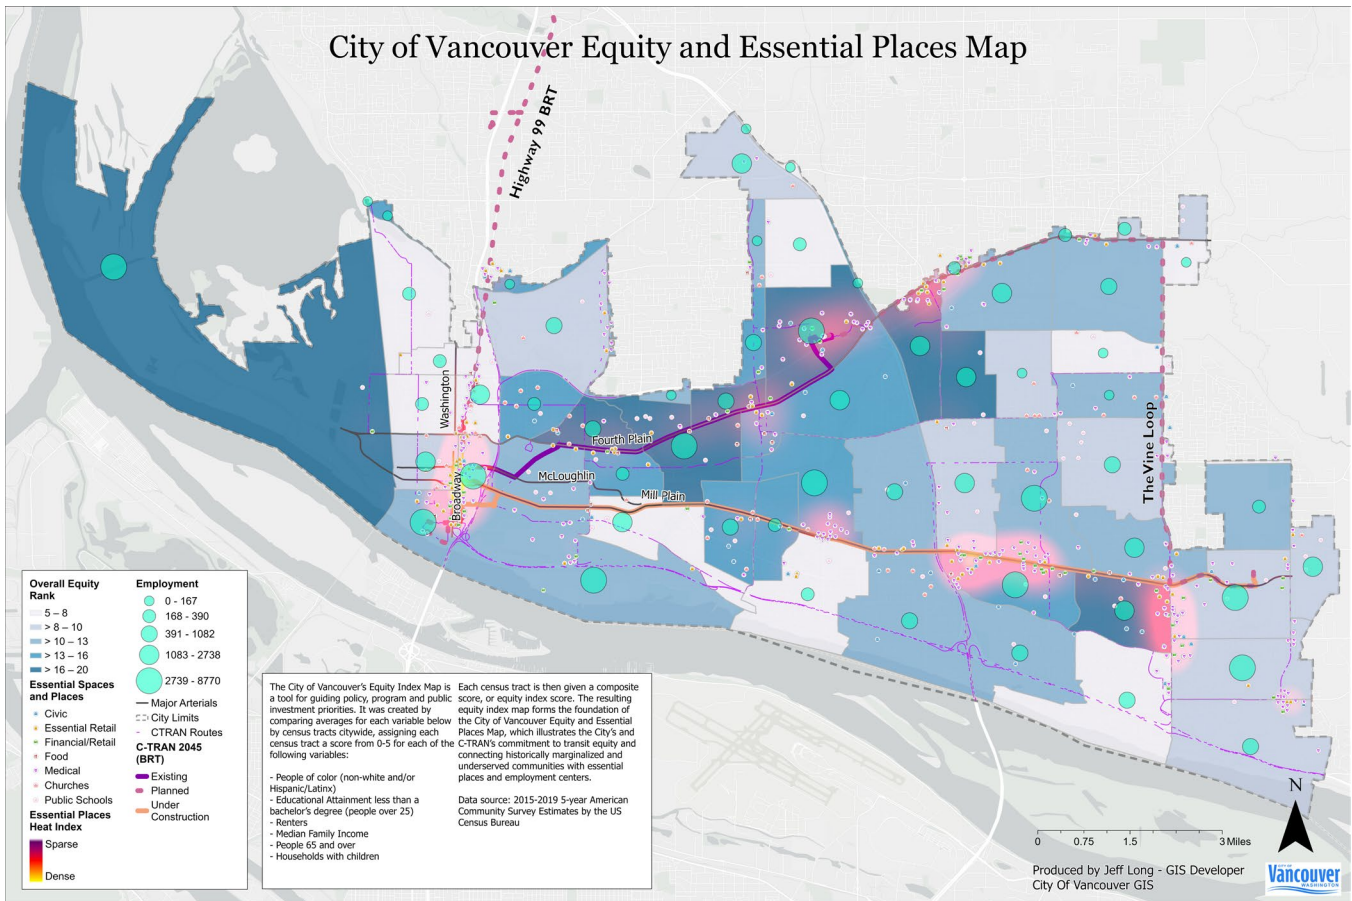 City of Vancouver Equity and Essential Places Map
Highway 99 BRT
Washington
Broadway
Fourth Plain
McLoughlin
Mill Plain
The Vine Loop
Overall Equity
Rank
5 – 8
> 8 – 10
> 10 – 13
> 13 – 16
> 16 – 20
Essential Spaces
and Places
Civic
Essential Retail
Financial/Retail
Food
Medical
Churches
Public Schools
Essential Places
Heat Index
Sparse
Dense
Employment
0 - 167
168 - 390
391 - 1082
1083 - 2738
2739 - 8770
Major Arterials
City Limits
CTRAN Routes
C-TRAN 2045
(BRT)
Existing
Planned
Under
Construction
The City of Vancouver's Equity Index Map is
a tool for guiding policy, program and public
investment priorities. It was created by
comparing averages for each variable below
by census tracts citywide, assigning each
census tract a score from 0-5 for each of the
following variables:
- People of color (non-white and/or
Hispanic/Latinx)
- Educational Attainment less than a
bachelor's degree (people over 25)
- Renters
- Median Family Income
- People 65 and over
- Households with children
Each census tract is then given a composite
score, or equity index score. The resulting
equity index map forms the foundation of
the City of Vancouver Equity and Essential
Places Map, which illustrates the City's and
C-TRAN's commitment to transit equity and
connecting historically marginalized and
underserved communities with essential
places and employment centers.
Data source: 2015-2019 5-year American
Community Survey Estimates by the US
Census Bureau
N
0 0.75 1.5 3 Miles
Produced by Jeff Long - GIS Developer
City Of Vancouver GIS
CITY OF
Vancouver
WASHINGTON